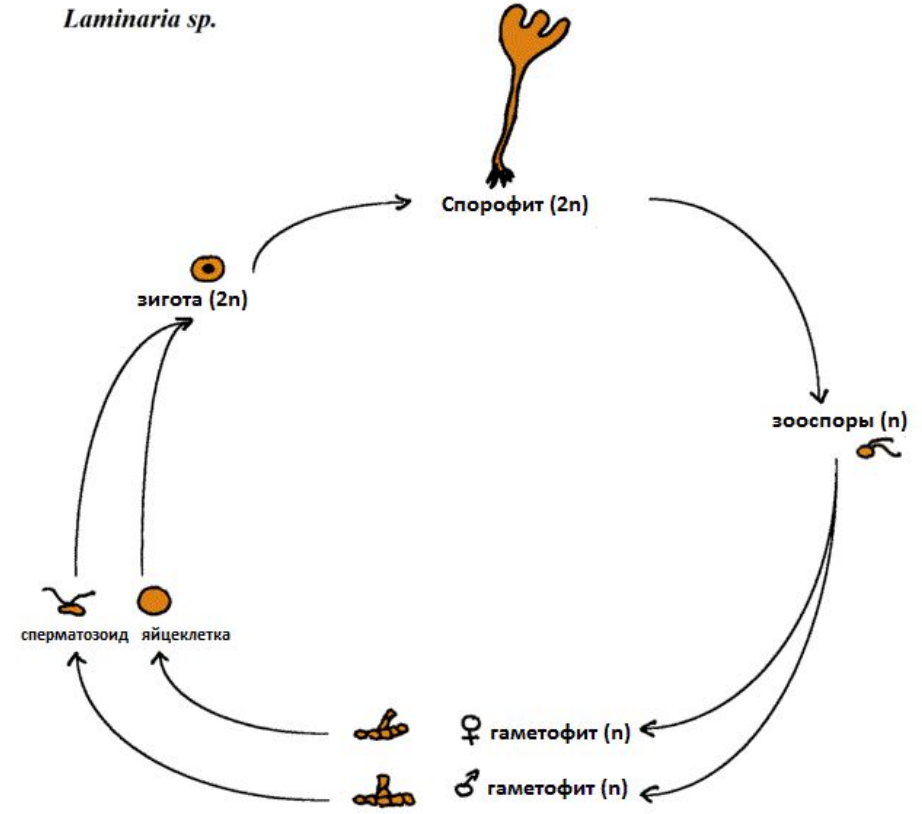 Laminaria sp.
Спорофит (2n)
зигота (2n)
зооспоры (n)
сперматозоид яйцеклетка
♀ гаметофит (n)
♂ гаметофит (n)